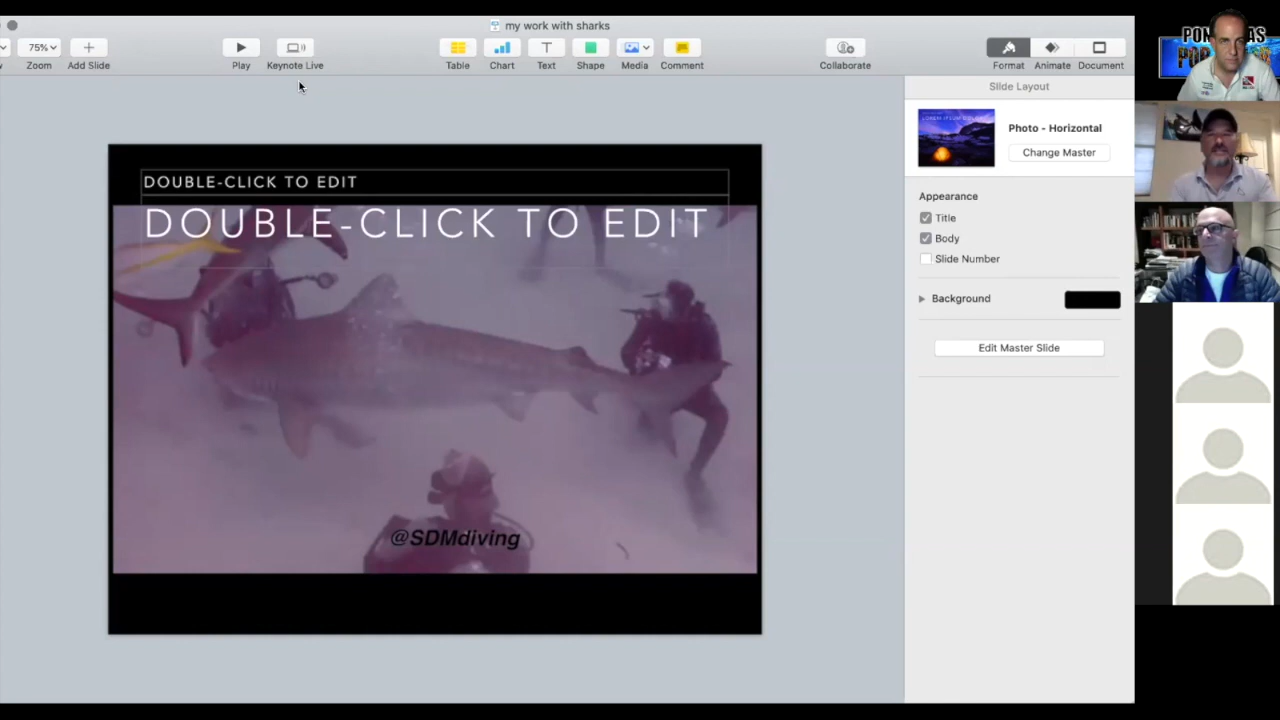 my work with sharks
75%
Zoom
Add Slide
Play
Keynote Live
Table
Chart
Text
Shape
Media
Comment
Collaborate
Format
Animate
Document
Slide Layout
Photo - Horizontal
Change Master
Appearance
Title
Body
Slide Number
Background
Edit Master Slide
DOUBLE-CLICK TO EDIT
DOUBLE-CLICK TO EDIT
@SDMdiving